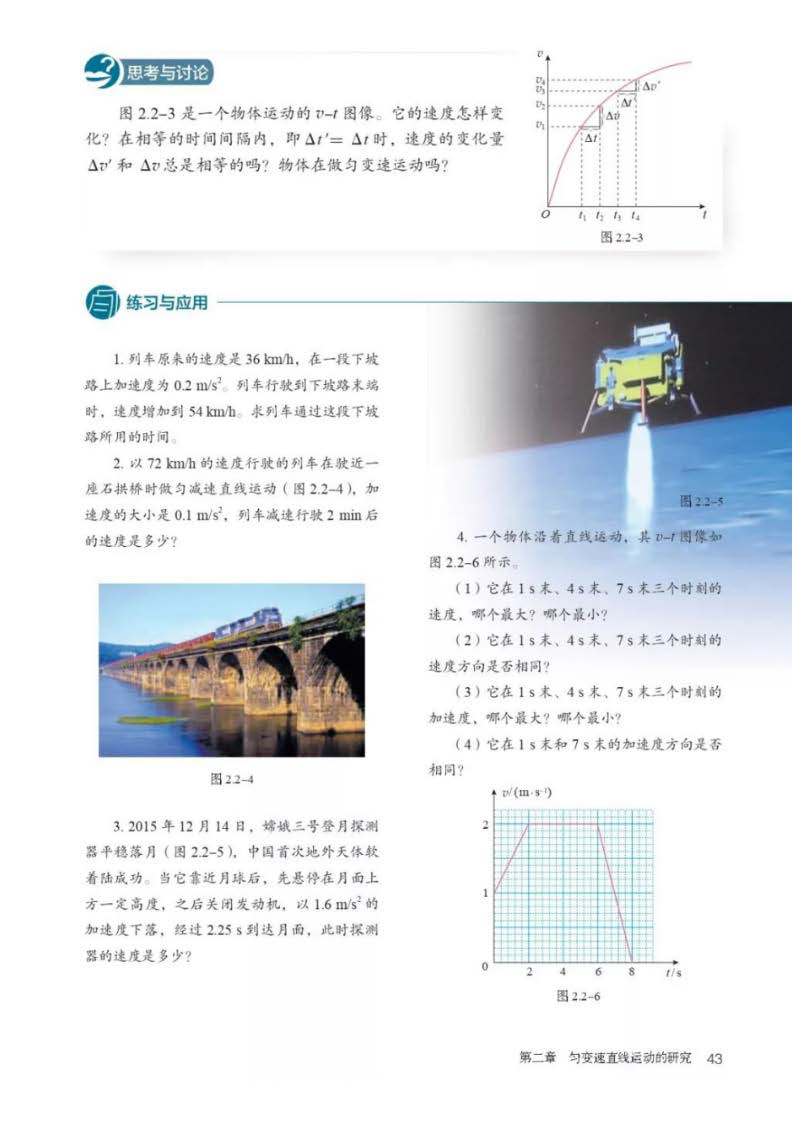 思考与讨论
图 2.2-3 是一个物体运动的 v-t 图像。它的速度怎样变
化？在相等的时间间隔内，即 Δt′= Δt 时，速度的变化量
Δv′ 和 Δv 总是相等的吗？物体在做匀变速运动吗？
v
v₄
v₃
v₂
v₁
Δv′
Δt′
Δv
Δt
O
t₁ t₂ t₃ t₄
t
图 2.2-3
练习与应用
1. 列车原来的速度是 36 km/h，在一段下坡
路上加速度为 0.2 m/s²。列车行驶到下坡路末端
时，速度增加到 54 km/h。求列车通过这段下坡
路所用的时间。
2. 以 72 km/h 的速度行驶的列车在驶近一
座石拱桥时做匀减速直线运动（图 2.2-4），加
速度的大小是 0.1 m/s²，列车减速行驶 2 min 后
的速度是多少？
图 2.2-4
3. 2015 年 12 月 14 日，嫦娥三号登月探测
器平稳落月（图 2.2-5），中国首次地外天体软
着陆成功。当它靠近月球后，先悬停在月面上
方一定高度，之后关闭发动机，以 1.6 m/s² 的
加速度下落，经过 2.25 s 到达月面，此时探测
器的速度是多少？
图 2.2-5
4. 一个物体沿着直线运动，其 v-t 图像如
图 2.2-6 所示。
（1）它在 1 s 末、4 s 末、7 s 末三个时刻的
速度，哪个最大？哪个最小？
（2）它在 1 s 末、4 s 末、7 s 末三个时刻的
速度方向是否相同？
（3）它在 1 s 末、4 s 末、7 s 末三个时刻的
加速度，哪个最大？哪个最小？
（4）它在 1 s 末和 7 s 末的加速度方向是否
相同？
v/(m·s⁻¹)
2
1
0
2 4 6 8 t/s
图 2.2-6
第二章 匀变速直线运动的研究 43